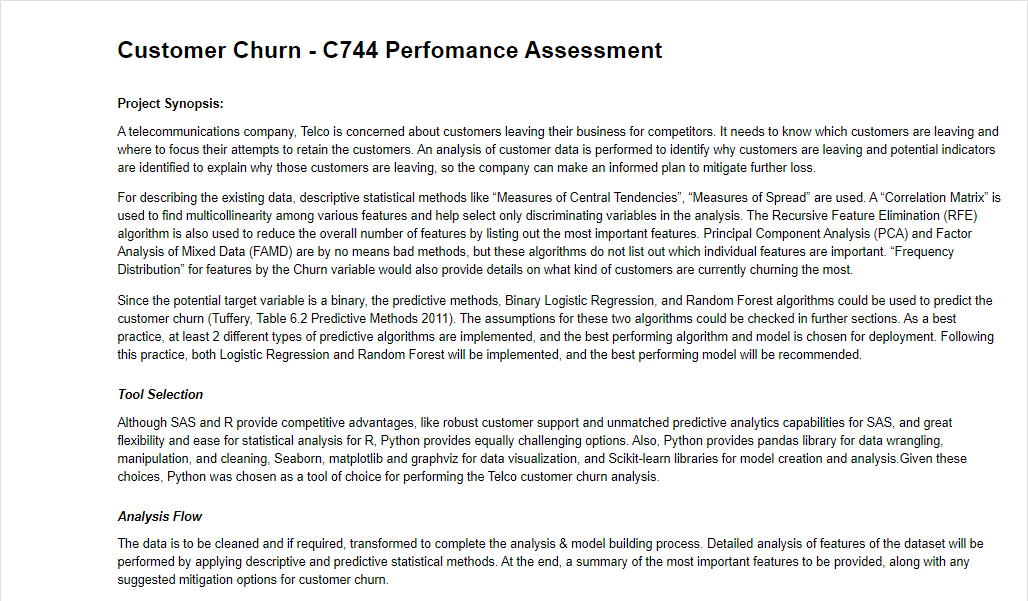 Customer Churn - C744 Perfomance Assessment
Project Synopsis:
A telecommunications company, Telco is concerned about customers leaving their business for competitors. It needs to know which customers are leaving and
where to focus their attempts to retain the customers. An analysis of customer data is performed to identify why customers are leaving and potential indicators
are identified to explain why those customers are leaving, so the company can make an informed plan to mitigate further loss.
For describing the existing data, descriptive statistical methods like “Measures of Central Tendencies”, “Measures of Spread” are used. A “Correlation Matrix” is
used to find multicollinearity among various features and help select only discriminating variables in the analysis. The Recursive Feature Elimination (RFE)
algorithm is also used to reduce the overall number of features by listing out the most important features. Principal Component Analysis (PCA) and Factor
Analysis of Mixed Data (FAMD) are by no means bad methods, but these algorithms do not list out which individual features are important. “Frequency
Distribution” for features by the Churn variable would also provide details on what kind of customers are currently churning the most.
Since the potential target variable is a binary, the predictive methods, Binary Logistic Regression, and Random Forest algorithms could be used to predict the
customer churn (Tuffery, Table 6.2 Predictive Methods 2011). The assumptions for these two algorithms could be checked in further sections. As a best
practice, at least 2 different types of predictive algorithms are implemented, and the best performing algorithm and model is chosen for deployment. Following
this practice, both Logistic Regression and Random Forest will be implemented, and the best performing model will be recommended.
Tool Selection
Although SAS and R provide competitive advantages, like robust customer support and unmatched predictive analytics capabilities for SAS, and great
flexibility and ease for statistical analysis for R, Python provides equally challenging options. Also, Python provides pandas library for data wrangling,
manipulation, and cleaning, Seaborn, matplotlib and graphviz for data visualization, and Scikit-learn libraries for model creation and analysis.Given these
choices, Python was chosen as a tool of choice for performing the Telco customer churn analysis.
Analysis Flow
The data is to be cleaned and if required, transformed to complete the analysis & model building process. Detailed analysis of features of the dataset will be
performed by applying descriptive and predictive statistical methods. At the end, a summary of the most important features to be provided, along with any
suggested mitigation options for customer churn.